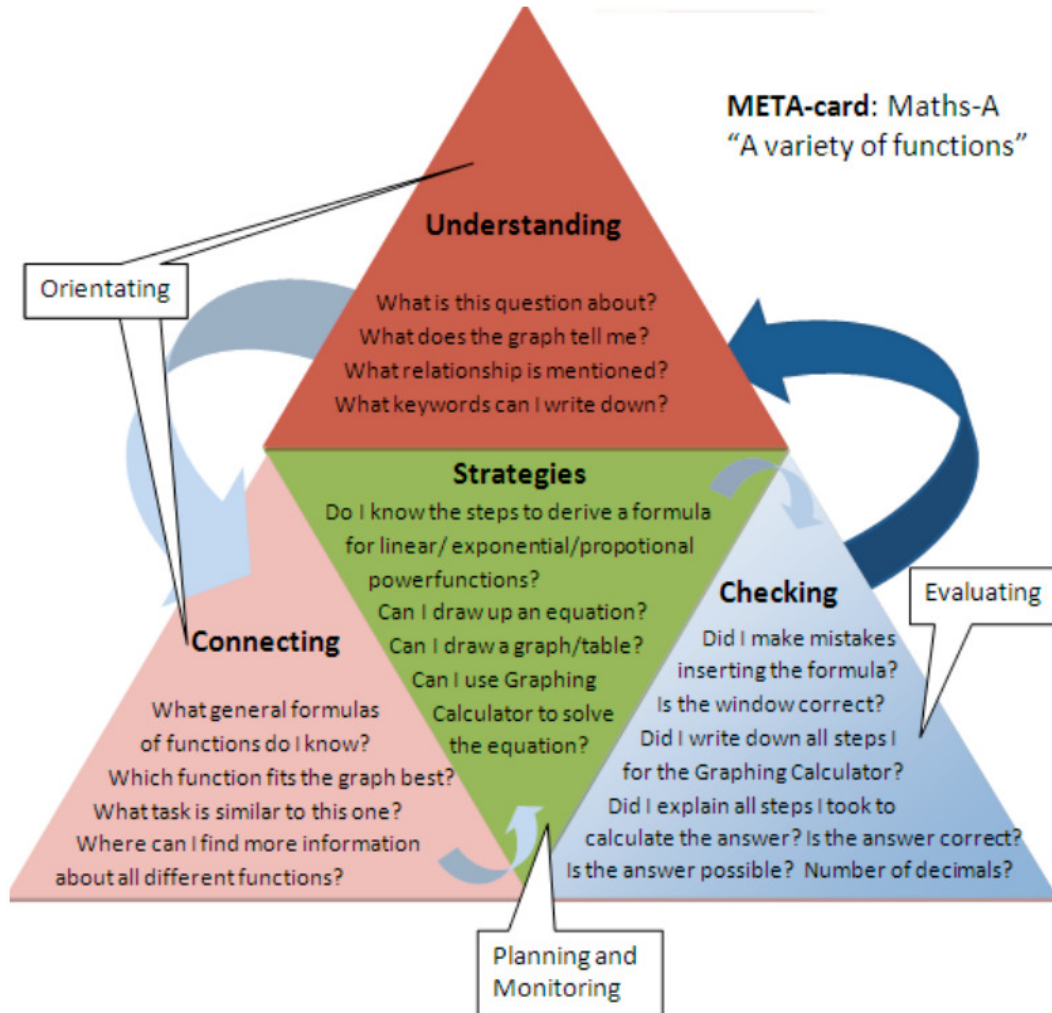 META-card: Maths-A
“A variety of functions”
Understanding
Orientating
What is this question about?
What does the graph tell me?
What relationship is mentioned?
What keywords can I write down?
Strategies
Do I know the steps to derive a formula
for linear/ exponential/propotional
powerfunctions?
Can I draw up an equation?
Can I draw a graph/table?
Can I use Graphing
Calculator to solve
the equation?
Connecting
What general formulas
of functions do I know?
Which function fits the graph best?
What task is similar to this one?
Where can I find more information
about all different functions?
Checking
Evaluating
Did I make mistakes
inserting the formula?
Is the window correct?
Did I write down all steps I
for the Graphing Calculator?
Did I explain all steps I took to
calculate the answer? Is the answer correct?
Is the answer possible? Number of decimals?
Planning and
Monitoring